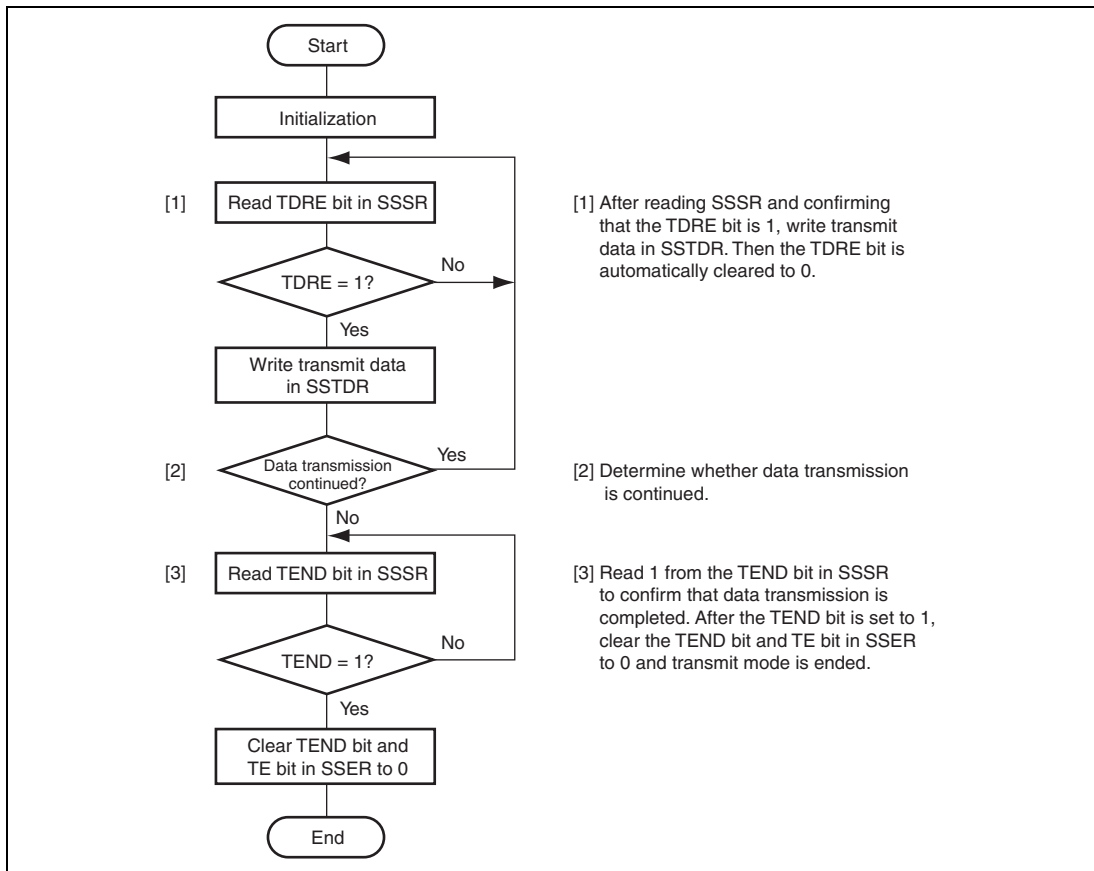 Start
Initialization
[1]
Read TDRE bit in SSSR
[1] After reading SSSR and confirming
that the TDRE bit is 1, write transmit
data in SSTDR. Then the TDRE bit is
automatically cleared to 0.
TDRE = 1?
No
Yes
Write transmit data
in SSTDR
[2]
Data transmission
continued?
Yes
[2] Determine whether data transmission
is continued.
No
[3]
Read TEND bit in SSSR
[3] Read 1 from the TEND bit in SSSR
to confirm that data transmission is
completed. After the TEND bit is set to 1,
clear the TEND bit and TE bit in SSER
to 0 and transmit mode is ended.
TEND = 1?
No
Yes
Clear TEND bit and
TE bit in SSER to 0
End